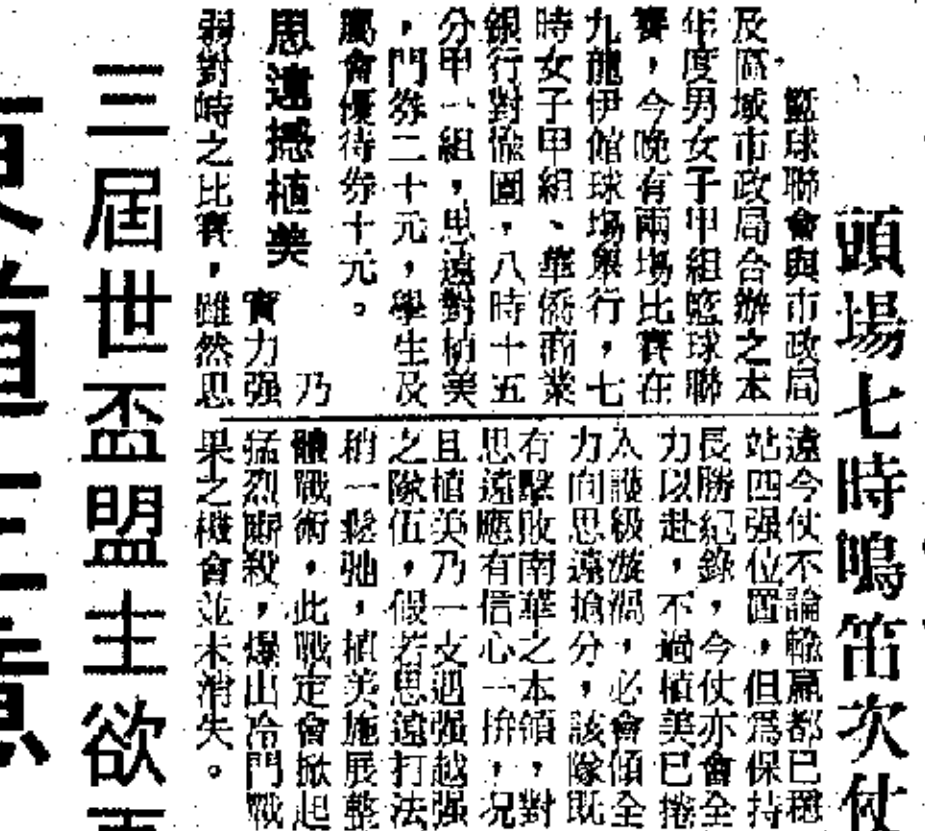 頭場七時鳴笛次仗
籃球聯會與市政局
及區域市政局合辦之本
年度男女子甲組籃球聯
賽，今晚有兩場比賽在
九龍伊館球場舉行，七
時女子甲組、華僑商業
銀行對愉園，八時十五
分甲一組，思遠對植美
，門券二十元，學生及
屬會優待券十元。
思遠撼植美
乃
實力强
弱對峙之比賽，雖然思
遠今仗不論輸贏都已穩
站四强位置，但爲保持
長勝紀錄，今仗亦會全
力以赴，不過植美已捲
入護級漩渦，必會傾全
力向思遠搶分，該隊既
有擊敗南華之本領，對
思遠應有信心一拚，况
且植美乃一支遇强越强
之隊伍，假若思遠打法
稍一鬆弛，植美施展整
體戰術，此戰定會掀起
猛烈廝殺，爆出冷門戰
果之機會並未消失。
三屆世盃盟主欲